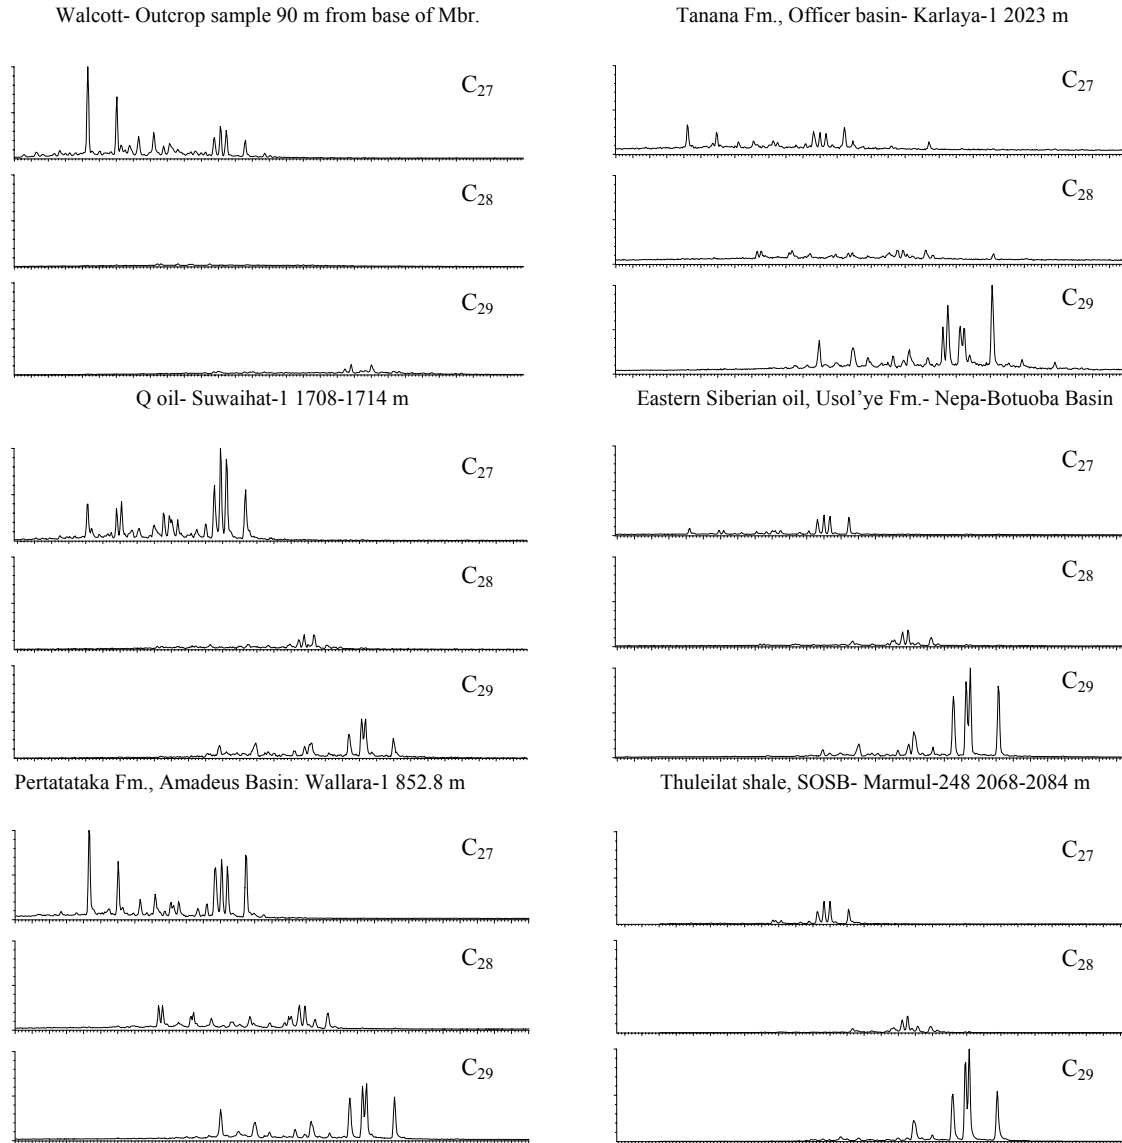 Walcott- Outcrop sample 90 m from base of Mbr.
C27
C28
C29
Tanana Fm., Officer basin- Karlaya-1 2023 m
C27
C28
C29
Q oil- Suwaihat-1 1708-1714 m
C27
C28
C29
Eastern Siberian oil, Usol’ye Fm.- Nepa-Botuoba Basin
C27
C28
C29
Pertatataka Fm., Amadeus Basin: Wallara-1 852.8 m
C27
C28
C29
Thuleilat shale, SOSB- Marmul-248 2068-2084 m
C27
C28
C29